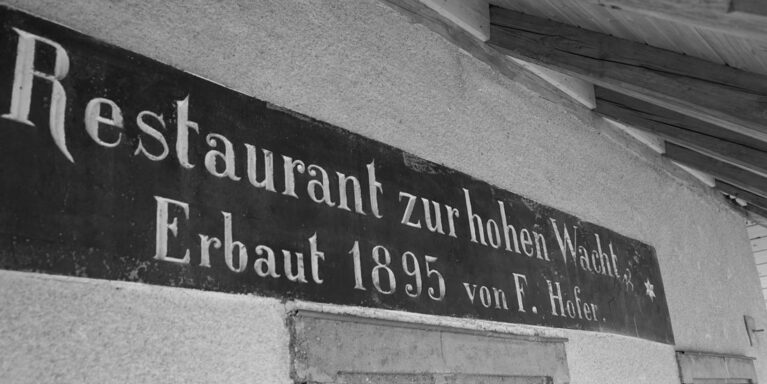 Restaurant zur hohen Wacht
Erbaut 1895 von F. Hofer.